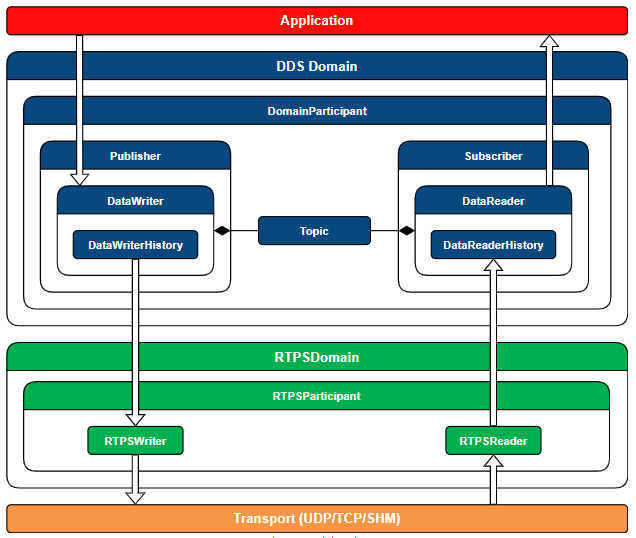 Application
DDS Domain
DomainParticipant
Publisher
Subscriber
DataWriter
DataReader
Topic
DataWriterHistory
DataReaderHistory
RTPSDomain
RTPSParticipant
RTPSWriter
RTPSReader
Transport (UDP/TCP/SHM)